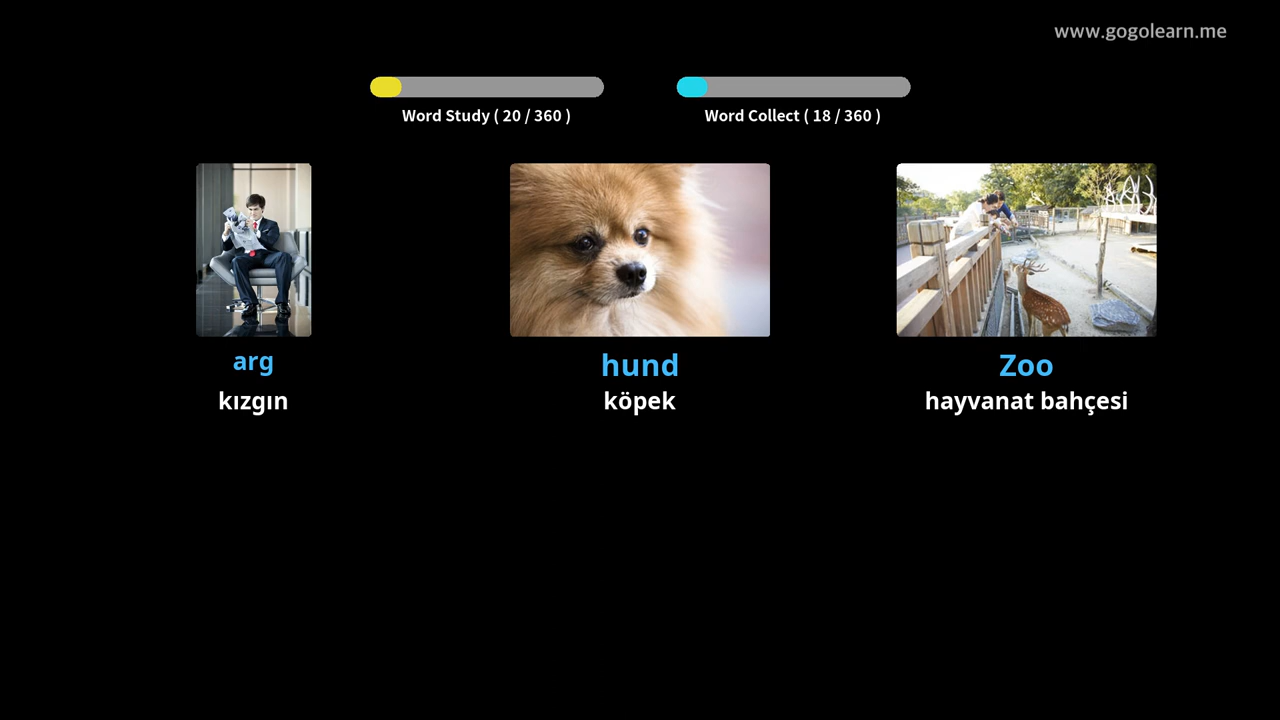 www.gogolearn.me
Word Study ( 20 / 360 )
Word Collect ( 18 / 360 )
arg
hund
Zoo
kızgın
köpek
hayvanat bahçesi